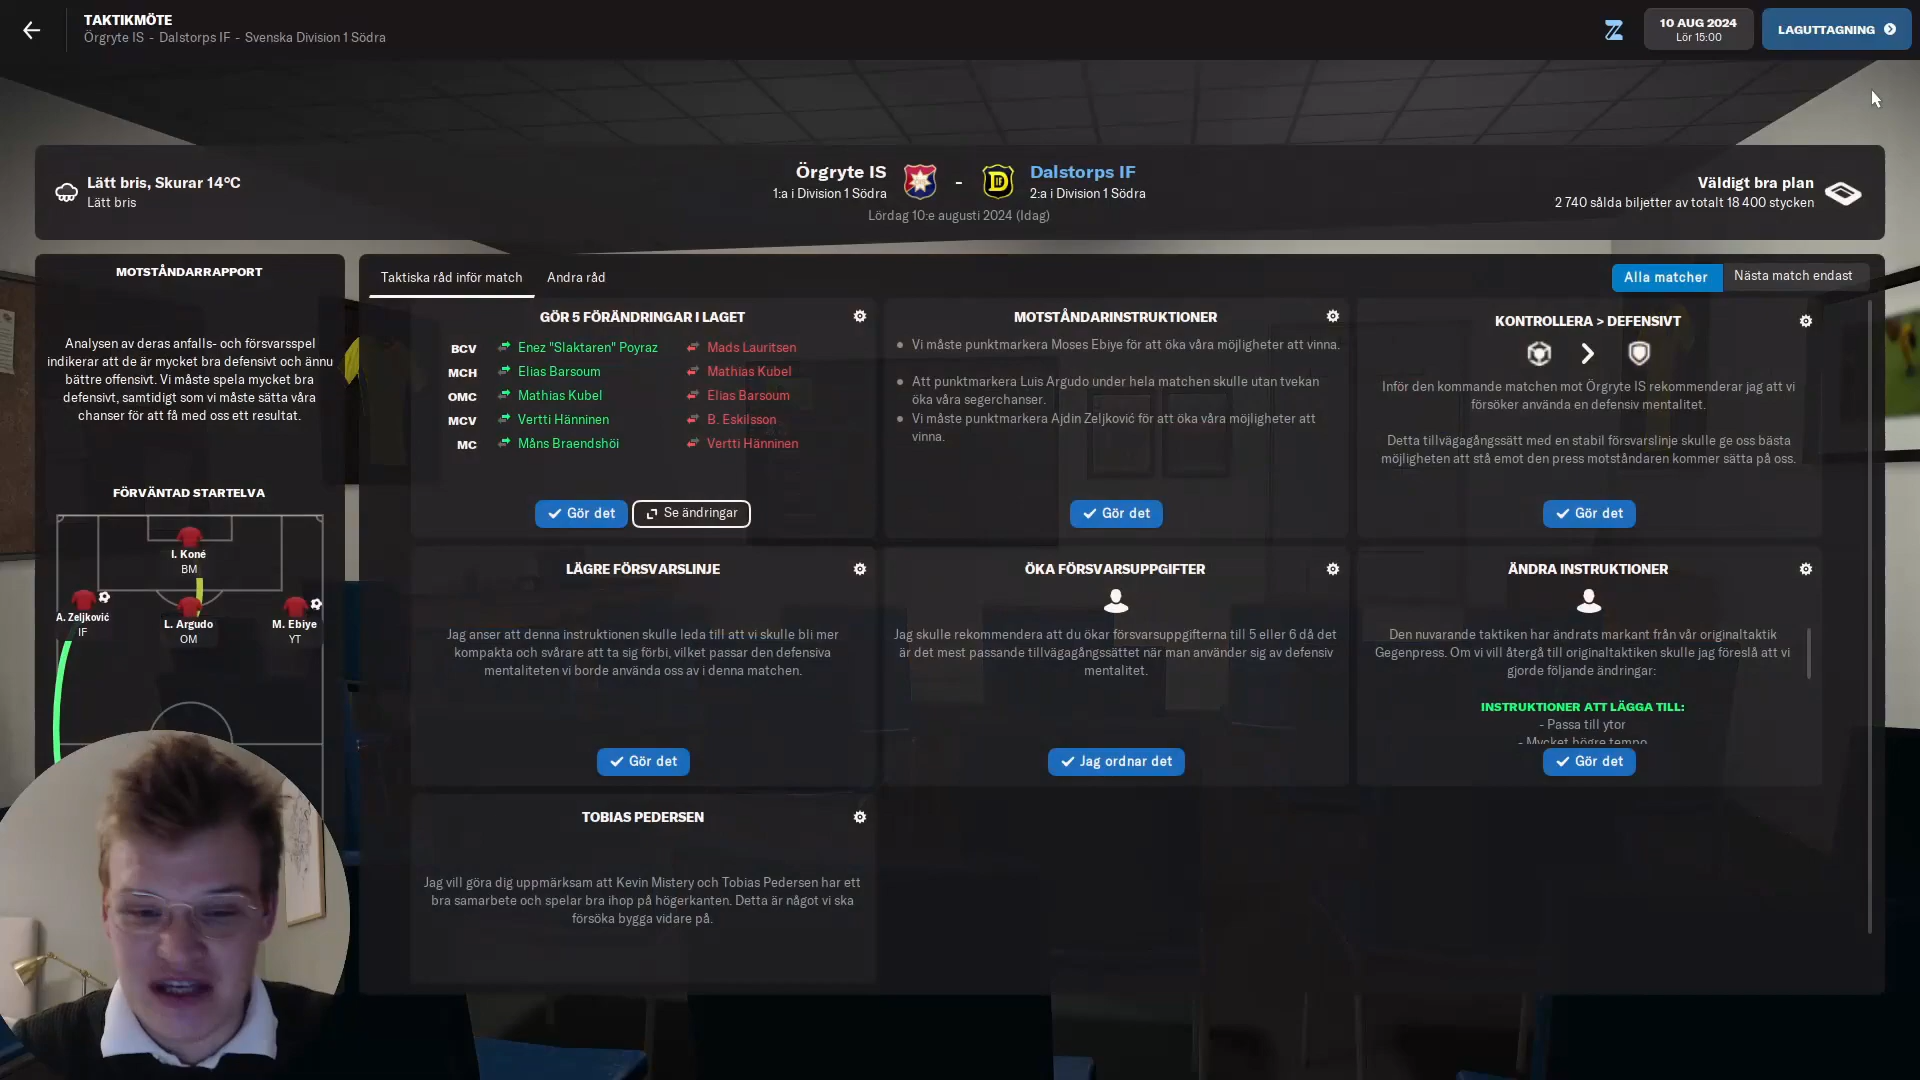 TAKTIKMÖTE
Örgryte IS - Dalstorps IF - Svenska Division 1 Södra
10 AUG 2024
Lör 15:00
LAGUTTAGNING
Lätt bris, Skurar 14°C
Lätt bris
Örgryte IS
1:a i Division 1 Södra
-
Dalstorps IF
2:a i Division 1 Södra
Lördag 10:e augusti 2024 (Idag)
Väldigt bra plan
2 740 sålda biljetter av totalt 18 400 stycken
MOTSTÅNDARRAPPORT
Analysen av deras anfalls- och försvarsspel
indikerar att de är mycket bra defensivt och ännu
bättre offensivt. Vi måste spela mycket bra
defensivt, samtidigt som vi måste sätta våra
chanser för att få med oss ett resultat.
FÖRVÄNTAD STARTELVA
I. Koné
BM
A. Zeljković
IF
L. Argudo
OM
M. Ebiye
YT
Taktiska råd inför match
Andra råd
Alla matcher
Nästa match endast
GÖR 5 FÖRÄNDRINGAR I LAGET
BCV Enez "Slaktaren" Poyraz Mads Lauritsen
MCH Elias Barsoum Mathias Kubel
OMC Mathias Kubel Elias Barsoum
MCV Vertti Hänninen B. Eskilsson
MC Måns Braendshöi Vertti Hänninen
Gör det
Se ändringar
MOTSTÅNDARINSTRUKTIONER
Vi måste punktmarkera Moses Ebiye för att öka våra möjligheter att vinna.
Att punktmarkera Luis Argudo under hela matchen skulle utan tvekan
öka våra segerchanser.
Vi måste punktmarkera Ajdin Zeljković för att öka våra möjligheter att
vinna.
Gör det
KONTROLLERA > DEFENSIVT
Inför den kommande matchen mot Örgryte IS rekommenderar jag att vi
försöker använda en defensiv mentalitet.
Detta tillvägagångssätt med en stabil försvarslinje skulle ge oss bästa
möjligheten att stå emot den press motståndaren kommer sätta på oss.
Gör det
LÄGRE FÖRSVARSLINJE
Jag anser att denna instruktionen skulle leda till att vi skulle bli mer
kompakta och svårare att ta sig förbi, vilket passar den defensiva
mentaliteten vi borde använda oss av i denna matchen.
Gör det
ÖKA FÖRSVARSUPPGIFTER
Jag skulle rekommendera att du ökar försvarsuppgifterna till 5 eller 6 då det
är det mest passande tillvägagångssättet när man använder sig av defensiv
mentalitet.
Jag ordnar det
ÄNDRA INSTRUKTIONER
Den nuvarande taktiken har ändrats markant från vår originaltaktik
Gegenpress. Om vi vill återgå till originaltaktiken skulle jag föreslå att vi
gjorde följande ändringar:
INSTRUKTIONER ATT LÄGGA TILL:
- Passa till ytor
- Mycket högre tempo
Gör det
TOBIAS PEDERSEN
Jag vill göra dig uppmärksam att Kevin Mistery och Tobias Pedersen har ett
bra samarbete och spelar bra ihop på högerkanten. Detta är något vi ska
försöka bygga vidare på.